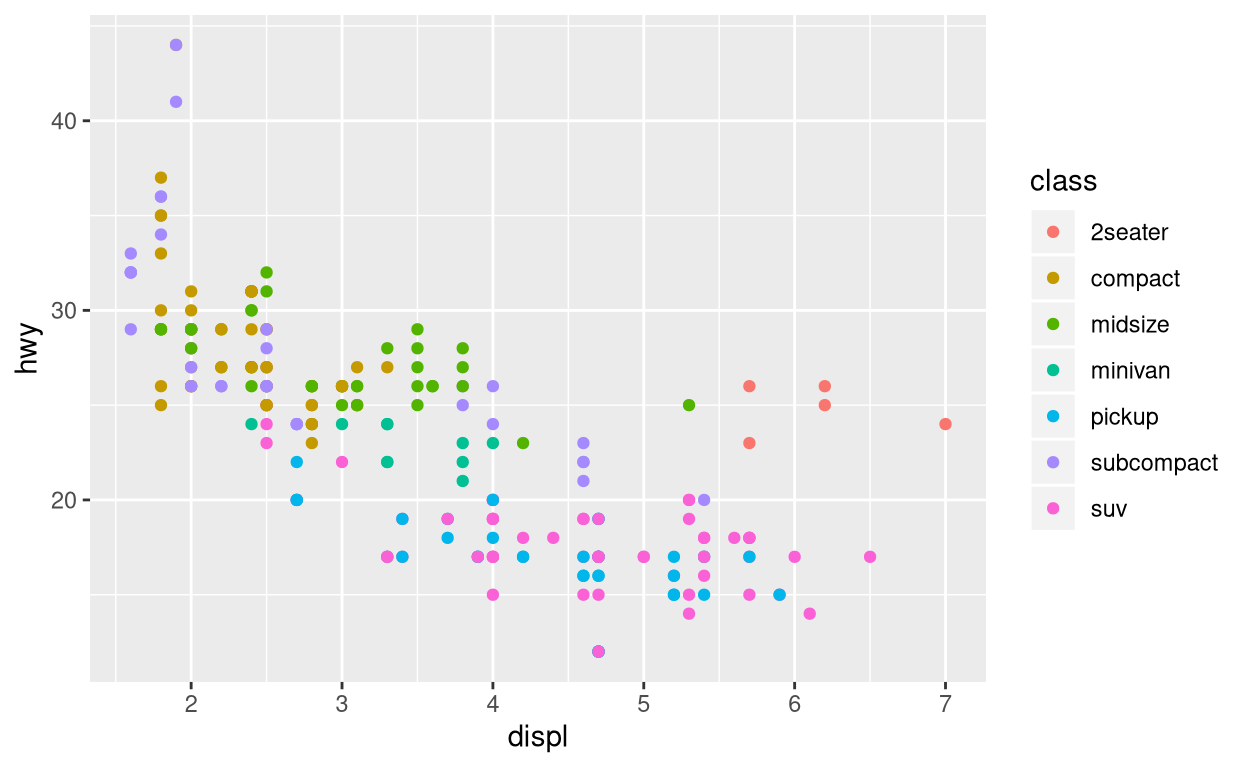 40
30
20
hwy
2 3 4 5 6 7
displ
class
2seater
compact
midsize
minivan
pickup
subcompact
suv